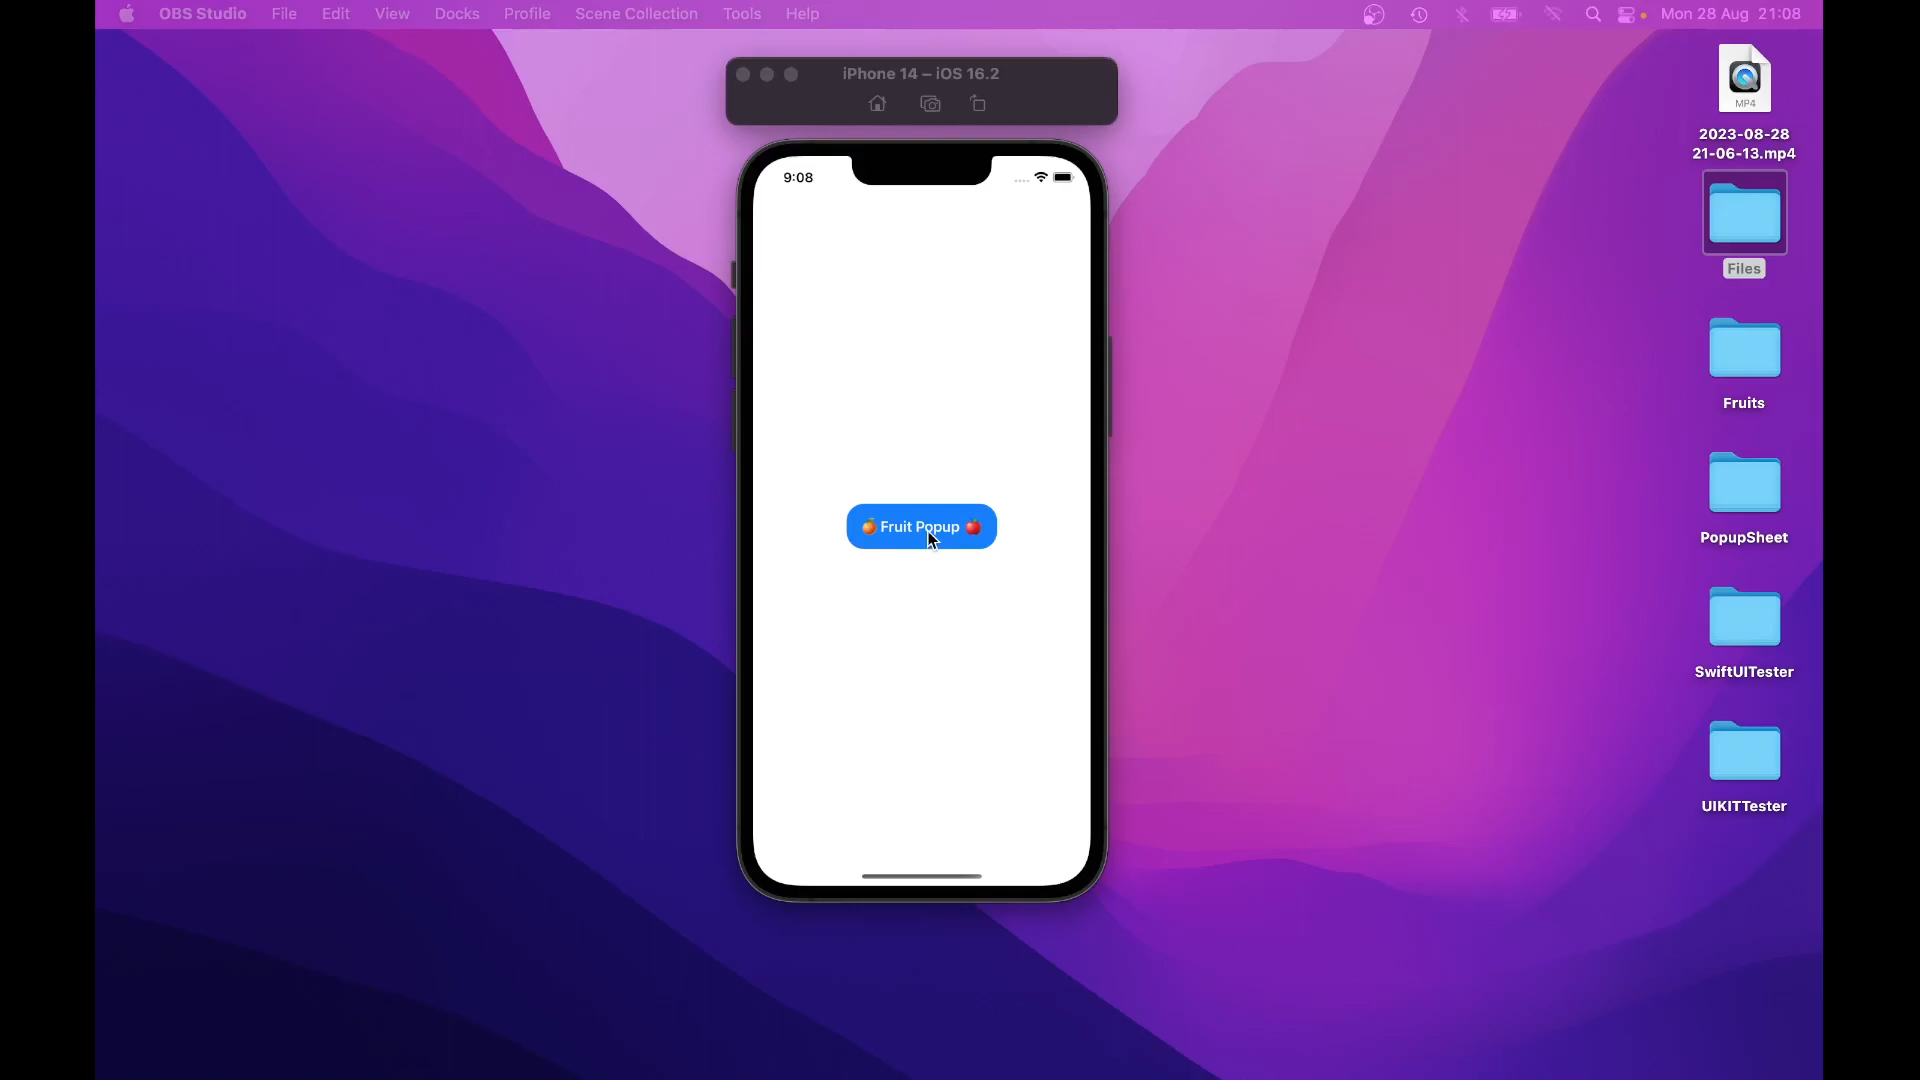 OBS Studio File Edit View Docks Profile Scene Collection Tools Help Mon 28 Aug 21:08
iPhone 14 – iOS 16.2
9:08
🍊 Fruit Popup 🍎
MP4
2023-08-28
21-06-13.mp4
Files
Fruits
PopupSheet
SwiftUITester
UIKITTester